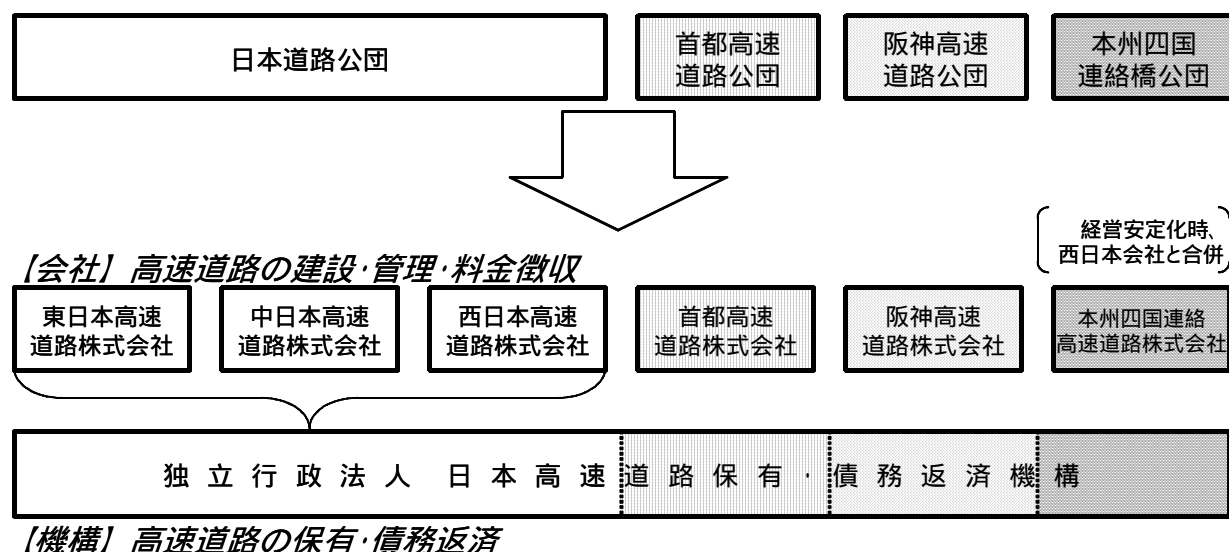 日本道路公団
首都高速
道路公団
阪神高速
道路公団
本州四国
連絡橋公団
経営安定化時、
西日本会社と合併
【会社】高速道路の建設・管理・料金徴収
東日本高速
道路株式会社
中日本高速
道路株式会社
西日本高速
道路株式会社
首都高速
道路株式会社
阪神高速
道路株式会社
本州四国連絡
高速道路株式会社
独立行政法人 日本高速道路保有・債務返済機構
【機構】高速道路の保有・債務返済